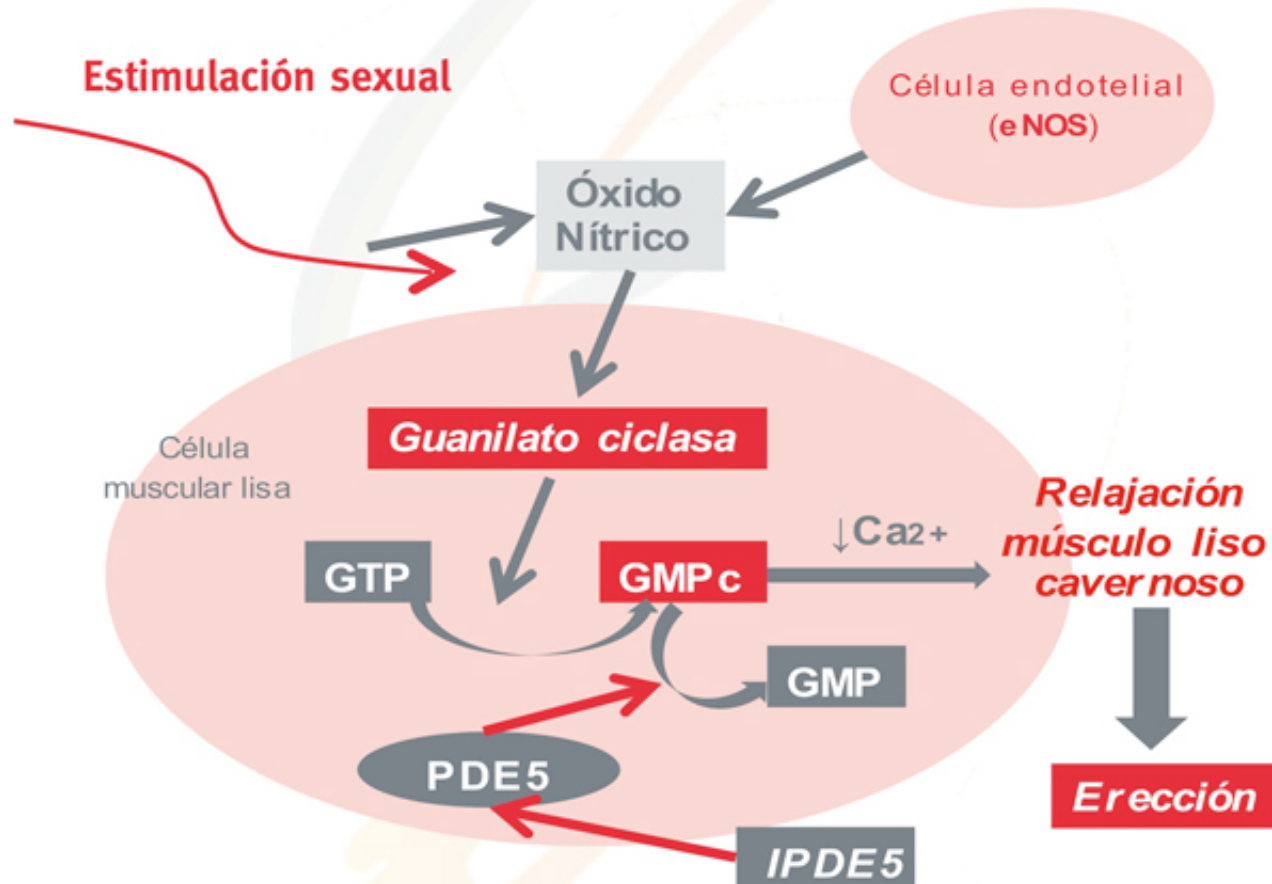 Estimulación sexual
Célula endotelial
(eNOS)
Óxido
Nítrico
Guanilato ciclasa
Célula
muscular lisa
GTP
GMPc
↓Ca2+
Relajación
músculo liso
cavernoso
GMP
PDE5
Erección
IPDE5